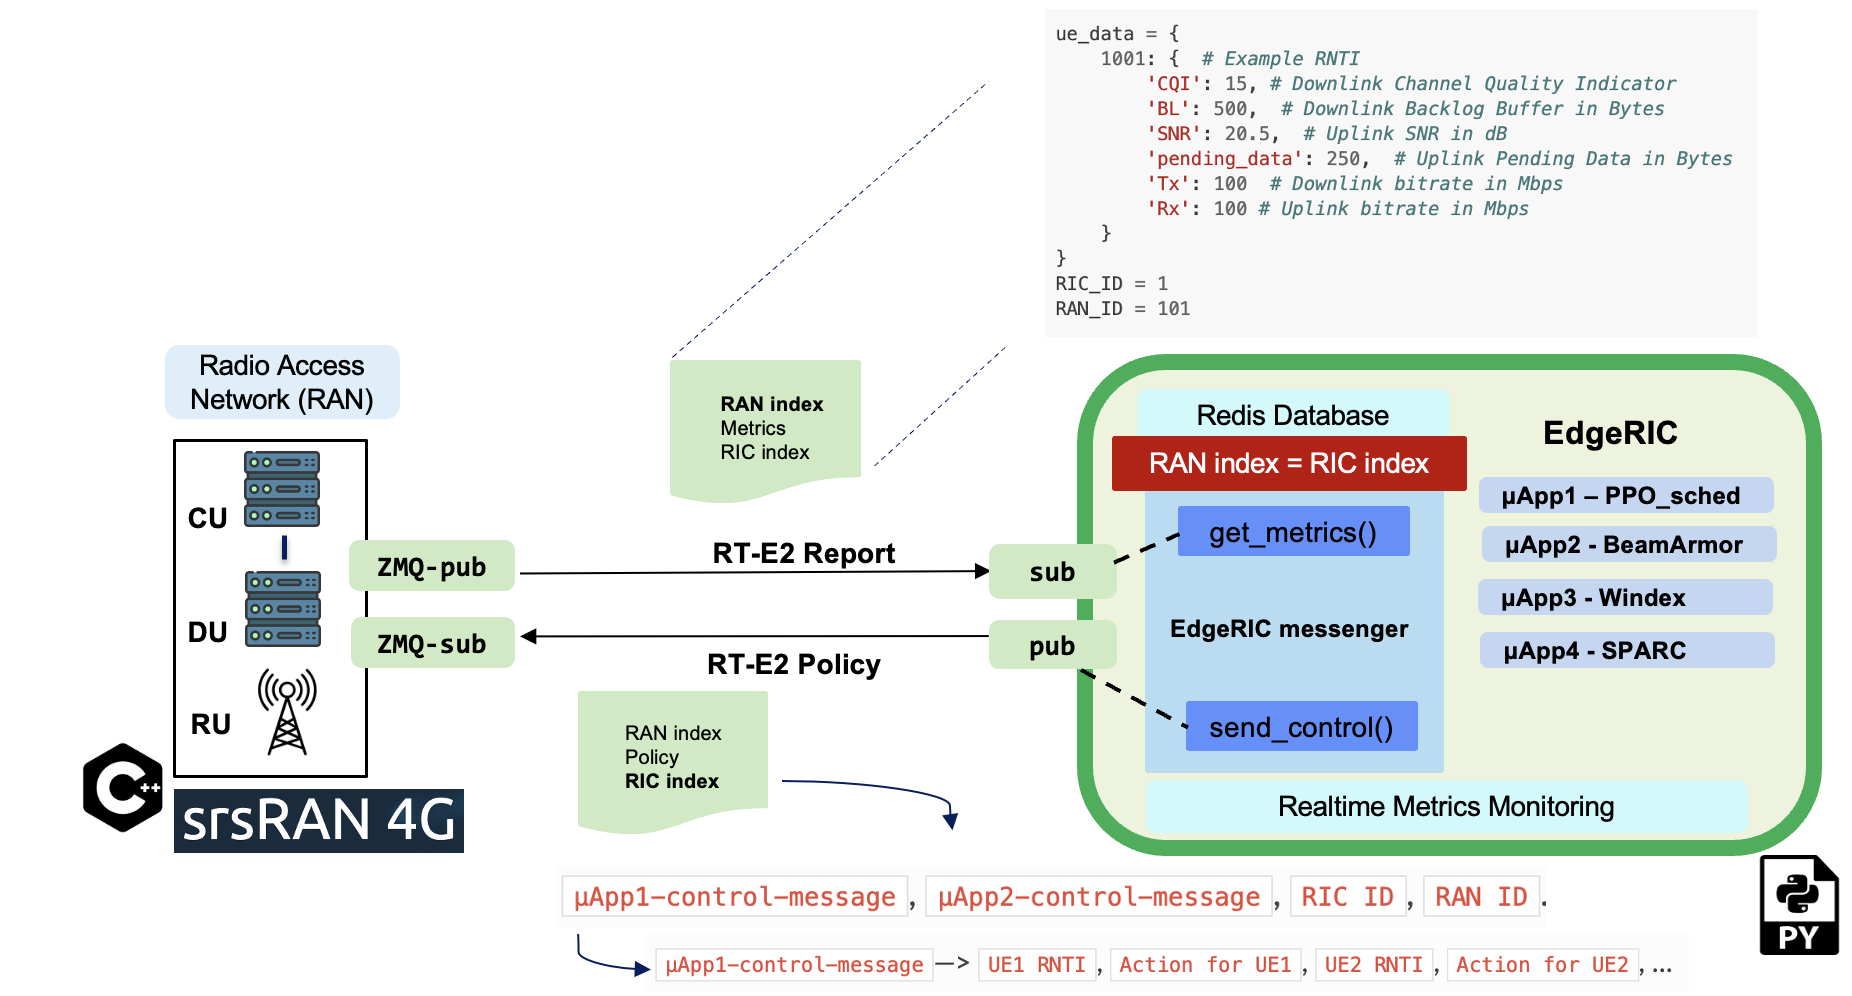 ue_data = {
1001: {  # Example RNTI
'CQI': 15, # Downlink Channel Quality Indicator
'BL': 500,  # Downlink Backlog Buffer in Bytes
'SNR': 20.5,  # Uplink SNR in dB
'pending_data': 250,  # Uplink Pending Data in Bytes
'Tx': 100  # Downlink bitrate in Mbps
'Rx': 100 # Uplink bitrate in Mbps
}
}
RIC_ID = 1
RAN_ID = 101
Radio Access
Network (RAN)
CU
DU
RU
C++
srsRAN 4G
ZMQ-pub
ZMQ-sub
RAN index
Metrics
RIC index
RT-E2 Report
RT-E2 Policy
RAN index
Policy
RIC index
sub
pub
Redis Database
RAN index = RIC index
get_metrics()
EdgeRIC messenger
send_control()
Realtime Metrics Monitoring
EdgeRIC
µApp1 – PPO_sched
µApp2 - BeamArmor
µApp3 - Windex
µApp4 - SPARC
PY
µApp1-control-message, µApp2-control-message, RIC ID, RAN ID.
µApp1-control-message —> UE1 RNTI, Action for UE1, UE2 RNTI, Action for UE2, ...